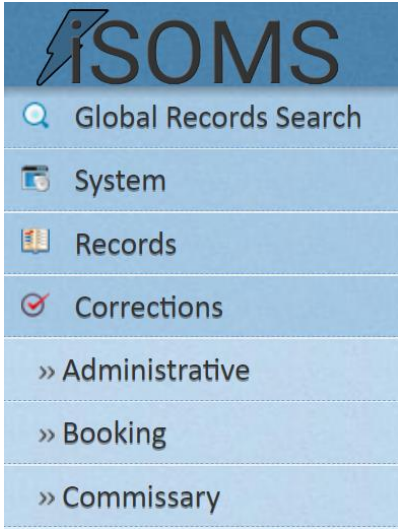 iSOMS
Global Records Search
System
Records
Corrections
» Administrative
» Booking
» Commissary